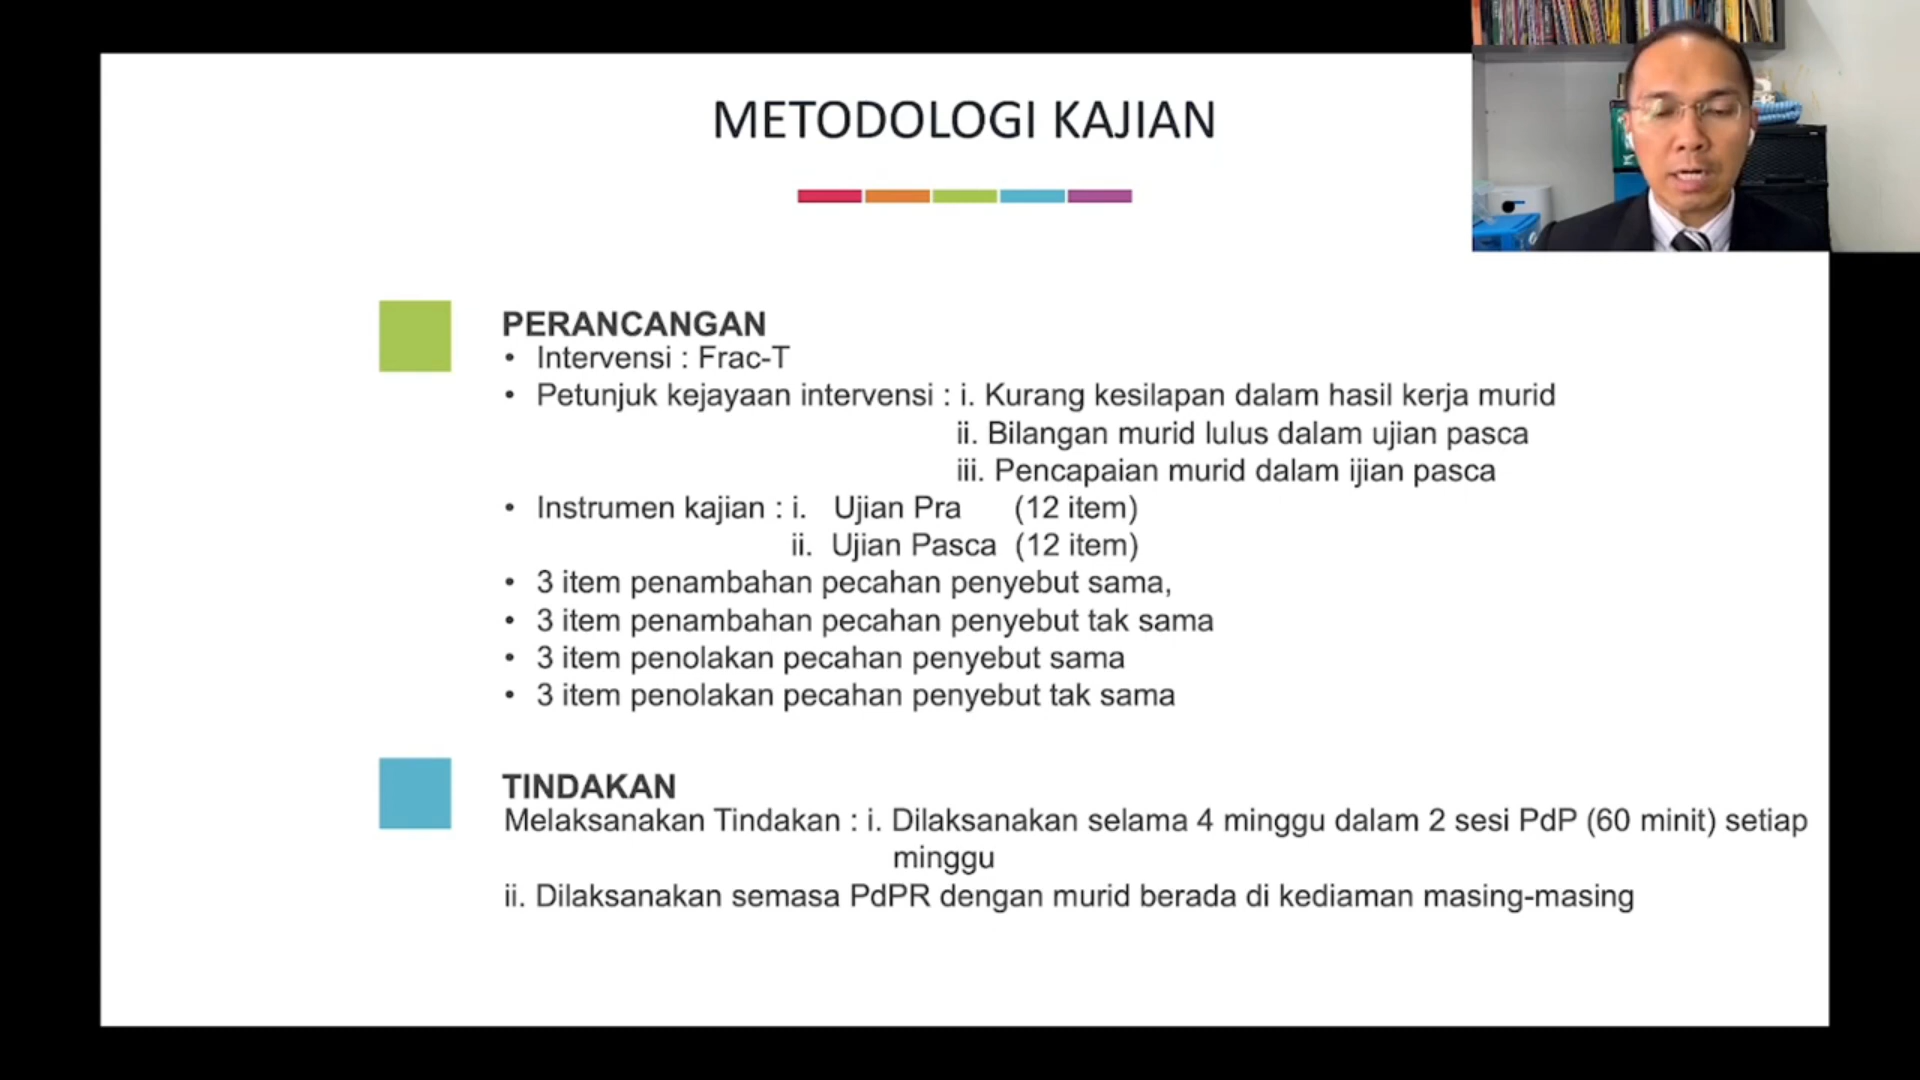 METODOLOGI KAJIAN
PERANCANGAN
• Intervensi : Frac-T
• Petunjuk kejayaan intervensi : i. Kurang kesilapan dalam hasil kerja murid
ii. Bilangan murid lulus dalam ujian pasca
iii. Pencapaian murid dalam ijian pasca
• Instrumen kajian : i. Ujian Pra (12 item)
ii. Ujian Pasca (12 item)
• 3 item penambahan pecahan penyebut sama,
• 3 item penambahan pecahan penyebut tak sama
• 3 item penolakan pecahan penyebut sama
• 3 item penolakan pecahan penyebut tak sama
TINDAKAN
Melaksanakan Tindakan : i. Dilaksanakan selama 4 minggu dalam 2 sesi PdP (60 minit) setiap
minggu
ii. Dilaksanakan semasa PdPR dengan murid berada di kediaman masing-masing